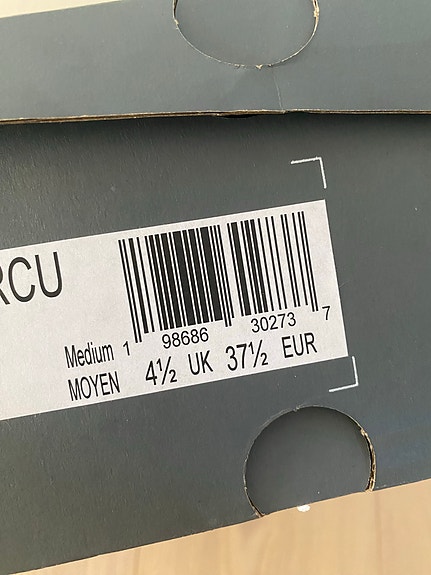 RCU
1 98686 30273 7
Medium
MOYEN 4½ UK 37½ EUR